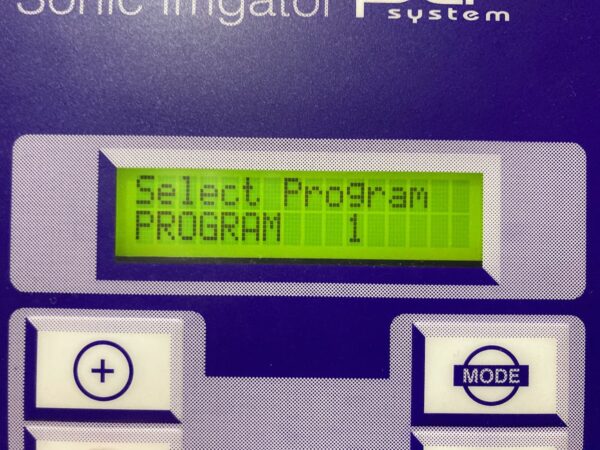 Sonic Irrigator
system
Select Program
PROGRAM 1
+
MODE